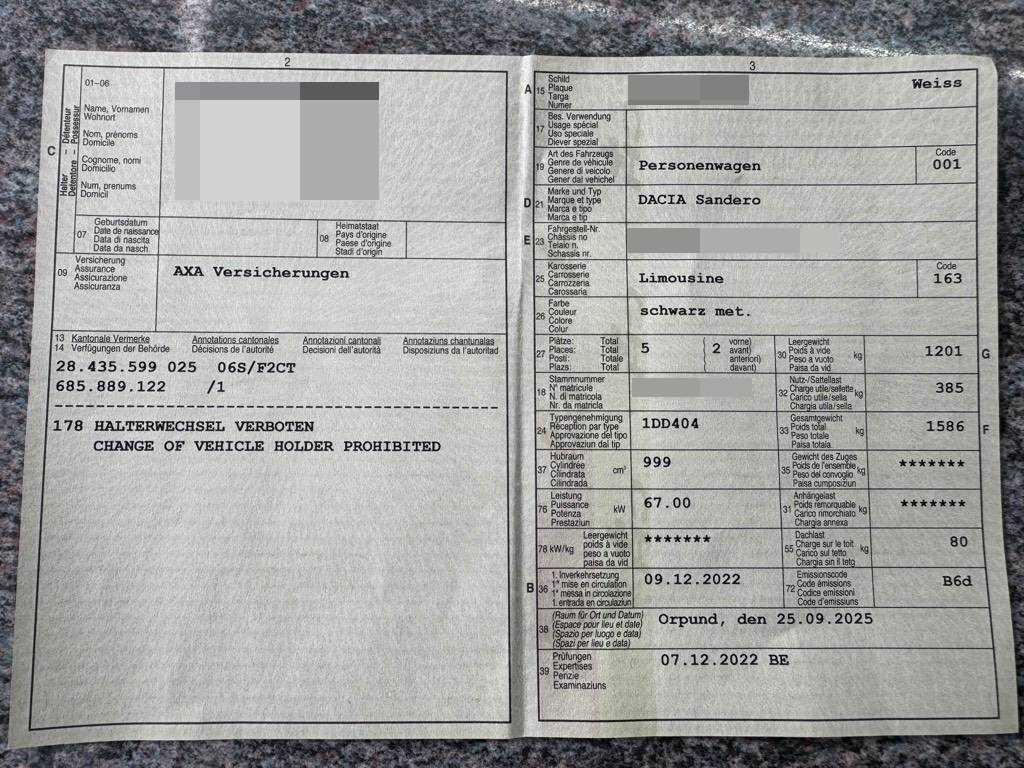 2
01–06
Name, Vornamen
Wohnort
Nom, prénoms
Domicile
Cognome, nomi
Domicilio
Num, prenums
Domicil
C
Halter – Détenteur
Detentore – Possessur
07
Geburtsdatum
Date de naissance
Data di nascita
Data da nasch.
08
Heimatstaat
Pays d'origine
Paese d'origine
Stadi d'origin
09
Versicherung
Assurance
Assicurazione
Assicuranza
AXA Versicherungen
13 Kantonale Vermerke Annotations cantonales Annotazioni cantonali Annotaziuns chantunalas
14 Verfügungen der Behörde Décisions de l'autorité Decisioni dell'autorità Disposiziuns da l'autoritad
28.435.599 025 06S/F2CT
685.889.122 /1
178 HALTERWECHSEL VERBOTEN
CHANGE OF VEHICLE HOLDER PROHIBITED
3
A 15
Schild
Plaque
Targa
Numer
Weiss
17
Bes. Verwendung
Usage spécial
Uso speciale
Diever spezial
19
Art des Fahrzeugs
Genre de véhicule
Genere di veicolo
Gener dal vehichel
Personenwagen
Code
001
D 21
Marke und Typ
Marque et type
Marca e tipo
Marca e tip
DACIA Sandero
E 23
Fahrgestell-Nr.
Châssis no
Telaio n.
Schassis nr.
25
Karosserie
Carrosserie
Carrozzeria
Carossaria
Limousine
Code
163
26
Farbe
Couleur
Colore
Colur
schwarz met.
27
Plätze: Total
Places: Total
Posti: Totale
Plazs: Total
5
2
vorne)
avant)
anteriori)
davant)
30
Leergewicht
Poids à vide
Peso a vuoto
Paisa da vid
kg
1201
G
18
Stammnummer
N° matricule
N. di matricola
Nr. da matricla
32
Nutz-/Sattellast
Charge utile/sellette
Carico utile/sella
Chargia utila/sella
kg
385
24
Typengenehmigung
Réception par type
Approvazione del tipo
Approvaziun dal tip
1DD404
33
Gesamtgewicht
Poids total
Peso totale
Paisa totala
kg
1586
F
37
Hubraum
Cylindrée
Cilindrata
Cilindrada
cm³
999
35
Gewicht des Zuges
Poids de l'ensemble
Peso del convoglio
Paisa cumposiziun
kg
*******
76
Leistung
Puissance
Potenza
Prestaziun
kW
67.00
31
Anhängelast
Poids remorquable
Carico rimorchiato
Chargia annexa
kg
*******
78 kW/kg
Leergewicht
poids à vide
peso a vuoto
paisa da vid
*******
55
Dachlast
Charge sur le toit
Carico sul tetto
Chargia sin il tetg
kg
80
B 36
1. Inverkehrsetzung
1re mise en circulation
1a messa in circolazione
1. entrada en circulaziun
09.12.2022
72
Emissionscode
Code émissions
Codice emissioni
Code d'emissiuns
B6d
38
(Raum für Ort und Datum)
(Espace pour lieu et date)
(Spazio per luogo e data)
(Spazi per lieu e data)
Orpund, den 25.09.2025
39
Prüfungen
Expertises
Perizie
Examinaziuns
07.12.2022 BE